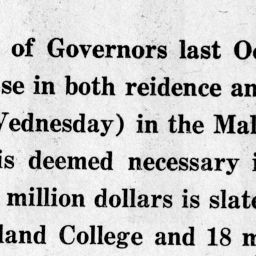 of Governors last Oc
se in both reidence an
Vednesday) in the Mal
is deemed necessary i
million dollars is slate
land College and 18 m